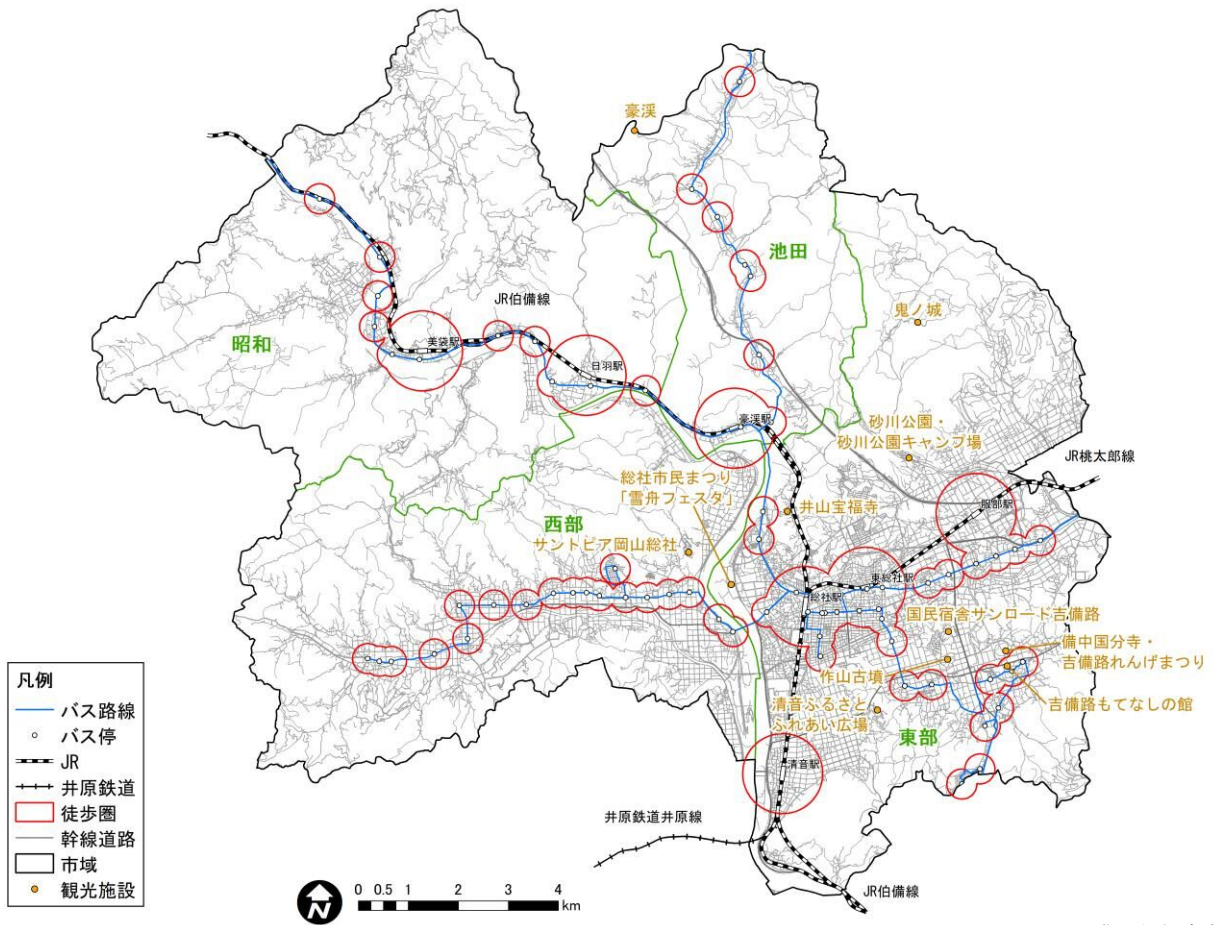 豪渓
池田
鬼ノ城
JR伯備線
昭和
美袋駅
日羽駅
豪渓駅
砂川公園・
砂川公園キャンプ場
JR桃太郎線
総社市民まつり
「雪舟フェスタ」
井山宝福寺
服部駅
西部
サントピア岡山総社
東総社駅
総社駅
国民宿舎サンロード吉備路
備中国分寺・
吉備路れんげまつり
作山古墳
吉備路もてなしの館
清音ふるさと
ふれあい広場
東部
清音駅
井原鉄道井原線
JR伯備線
凡例
バス路線
バス停
JR
井原鉄道
徒歩圏
幹線道路
市域
観光施設
N
0 0.5 1 2 3 4
km